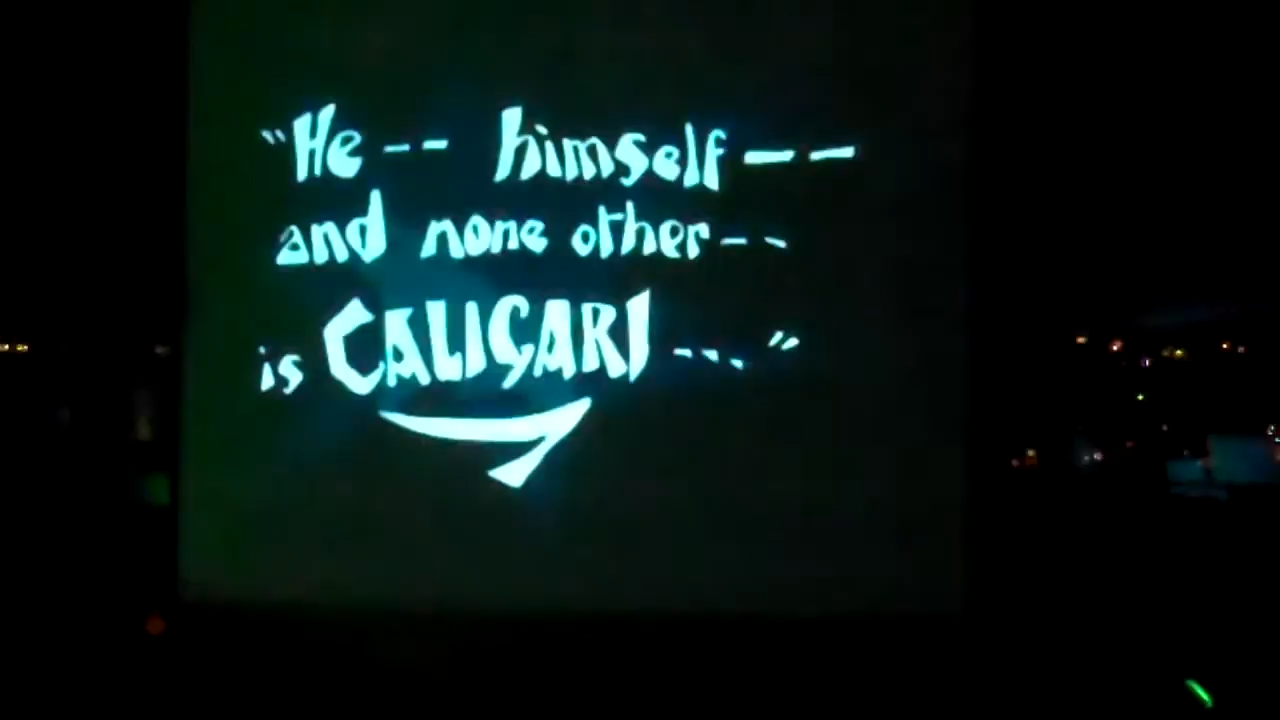 "He -- himself --
and none other --
is CALIGARI ---"